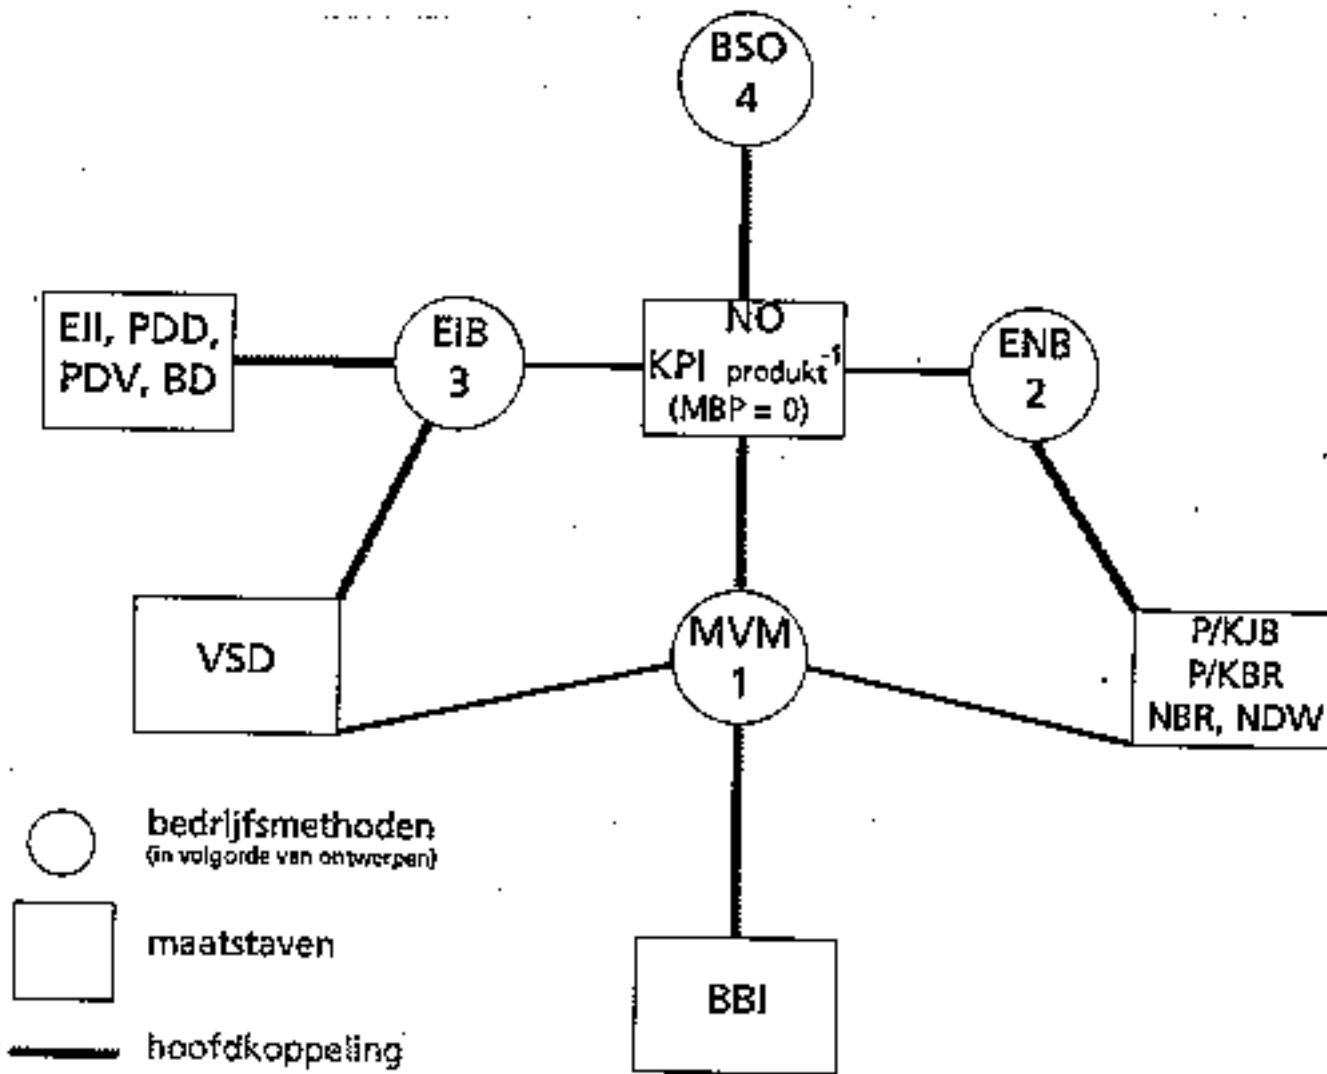 BSO
4
EII, PDD,
PDV, BD
EIB
3
NO
KPI produkt⁻¹
(MBP = 0)
ENB
2
VSD
MVM
1
P/KJB
P/KBR
NBR, NDW
BBI
bedrijfsmethoden
(in volgorde van ontwerpen)
maatstaven
hoofdkoppeling